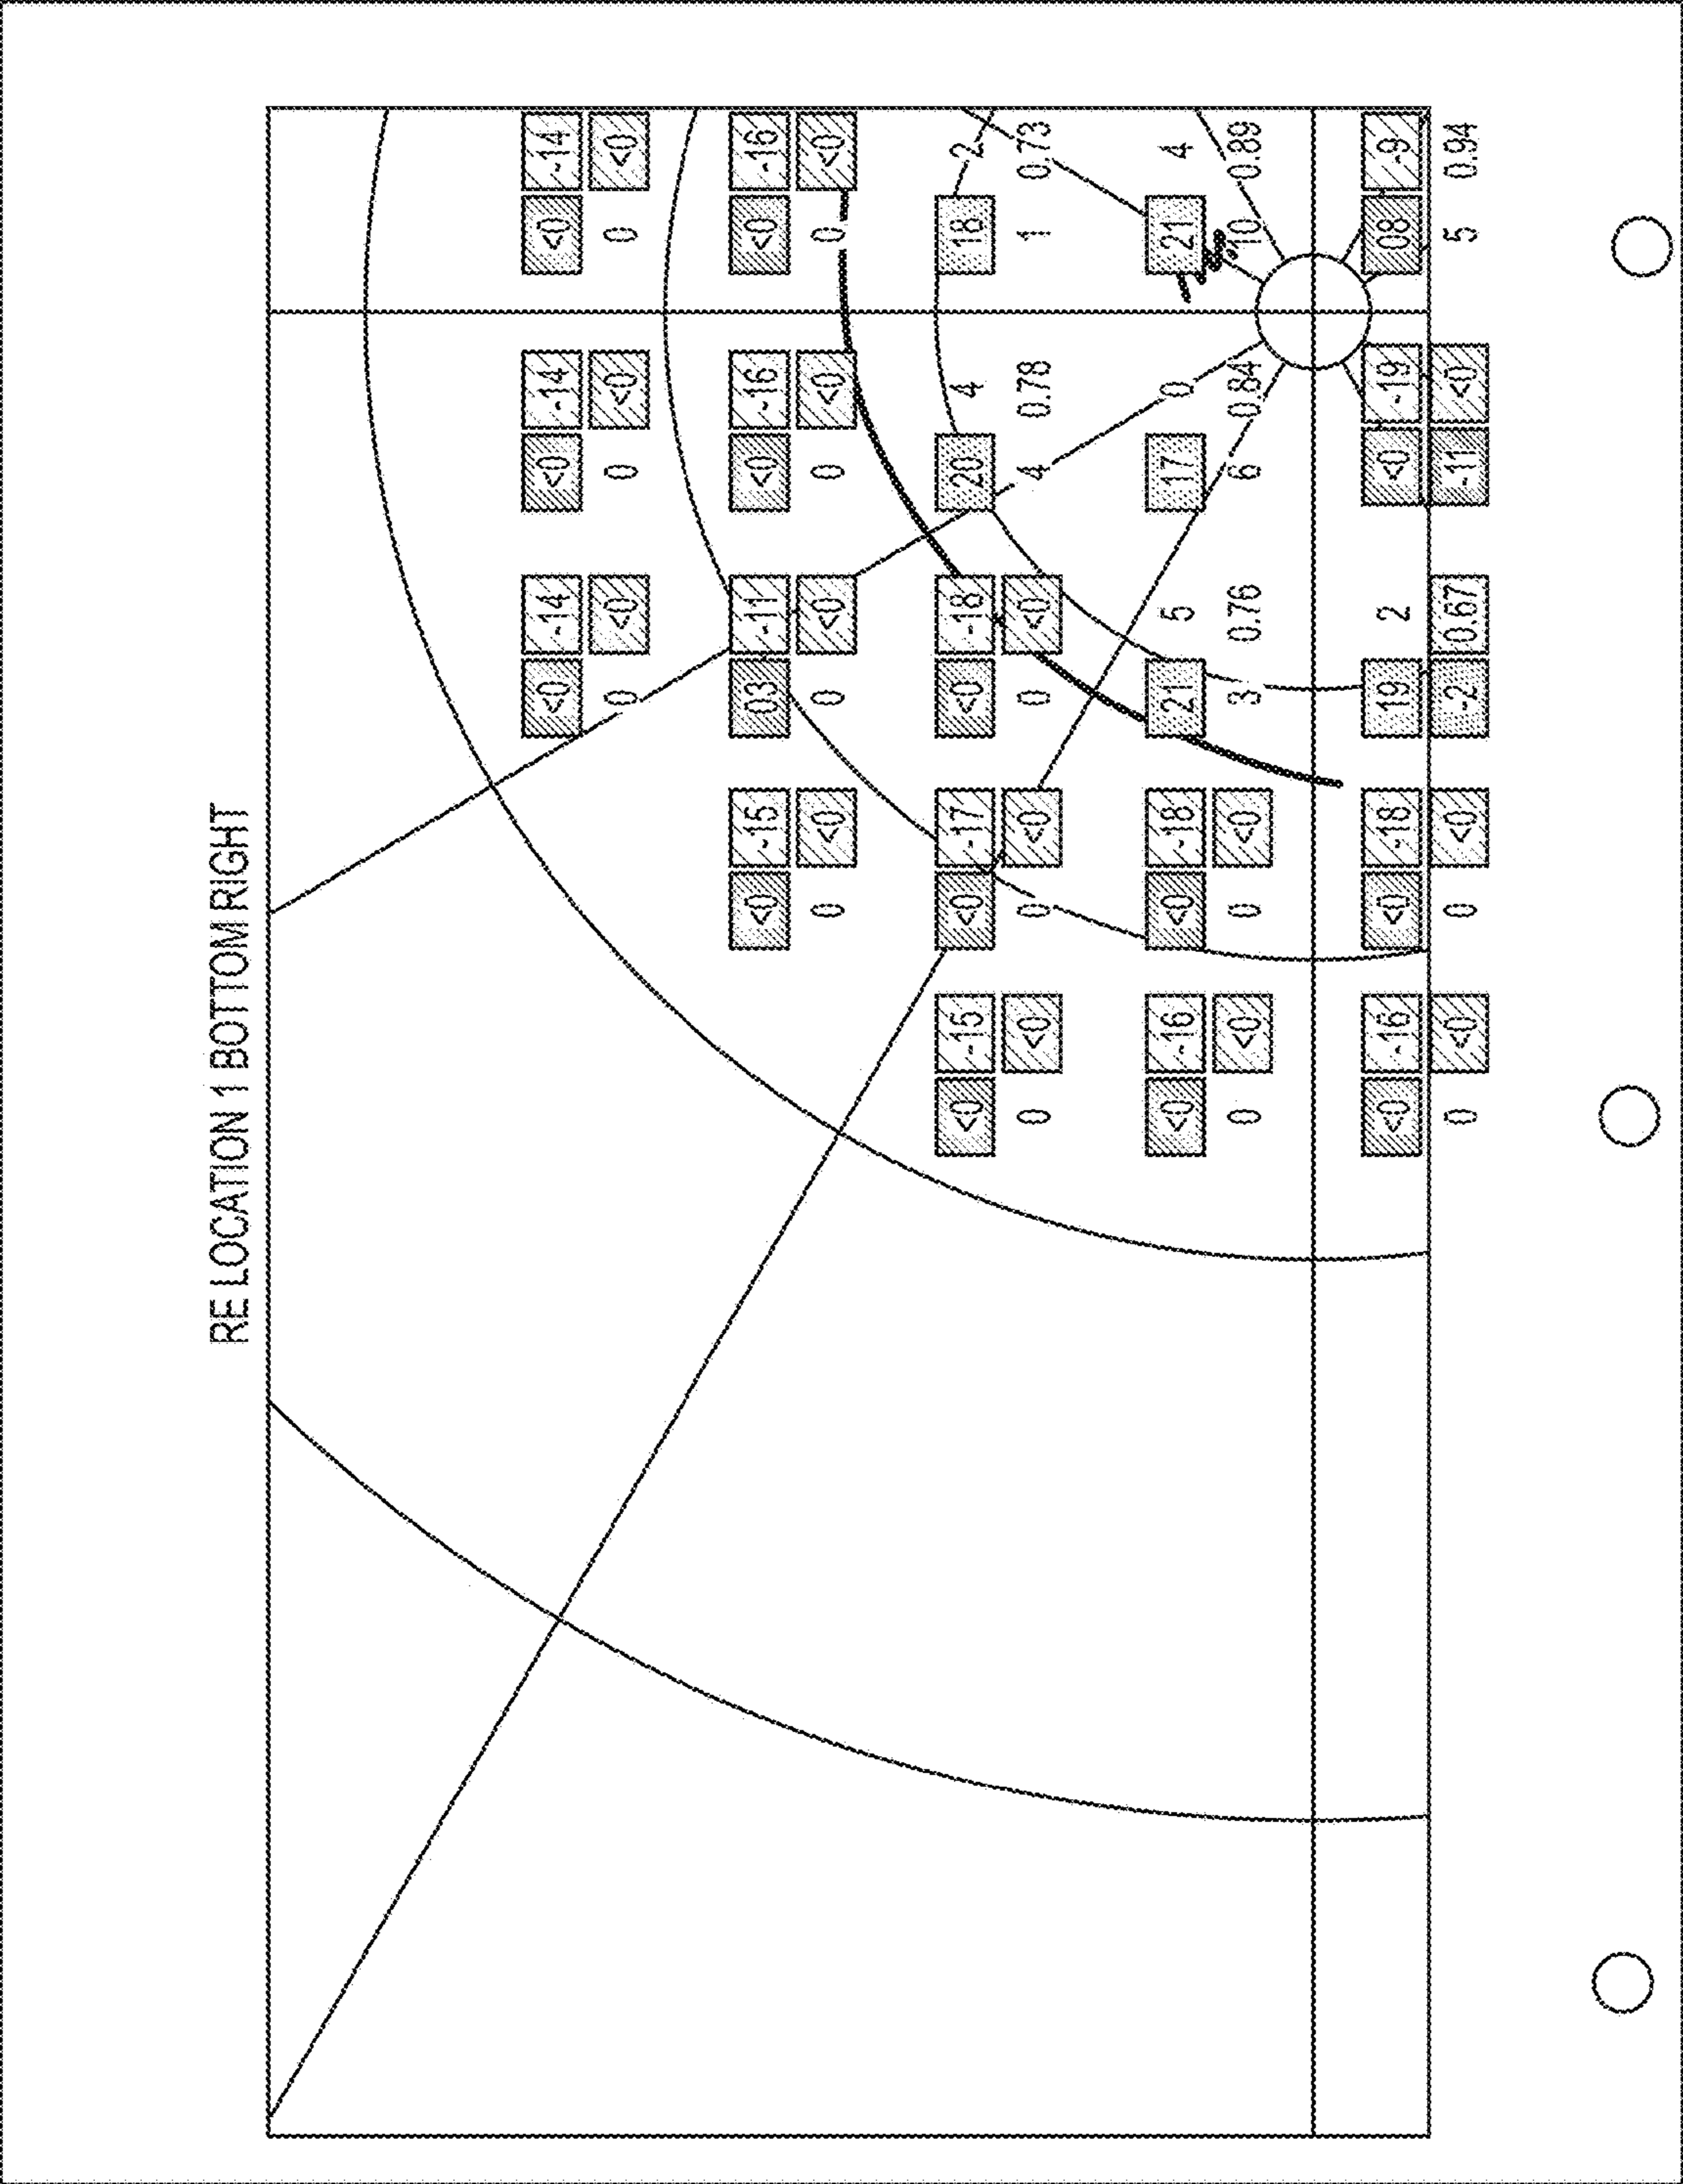 RE LOCATION 1 BOTTOM RIGHT
<0 -14 <0 -14 <0 -14
0 <0 0 <0 0 <0
<0 -15 03 -11 <0 -16 <0 -16
0 <0 0 <0 0 <0 0 <0
<0 -15 <0 -17 <0 -18 20 4 18 2
0 <0 0 <0 0 <0 4 0.78 1 0.73
<0 -16 <0 -18 21 5 17 0 21 4
0 <0 0 <0 3 0.76 6 0.84 10 0.89
<0 -16 <0 -18 19 2 <0 -19 08 -9
0 <0 0 <0 -2 0.67 -11 <0 5 0.94